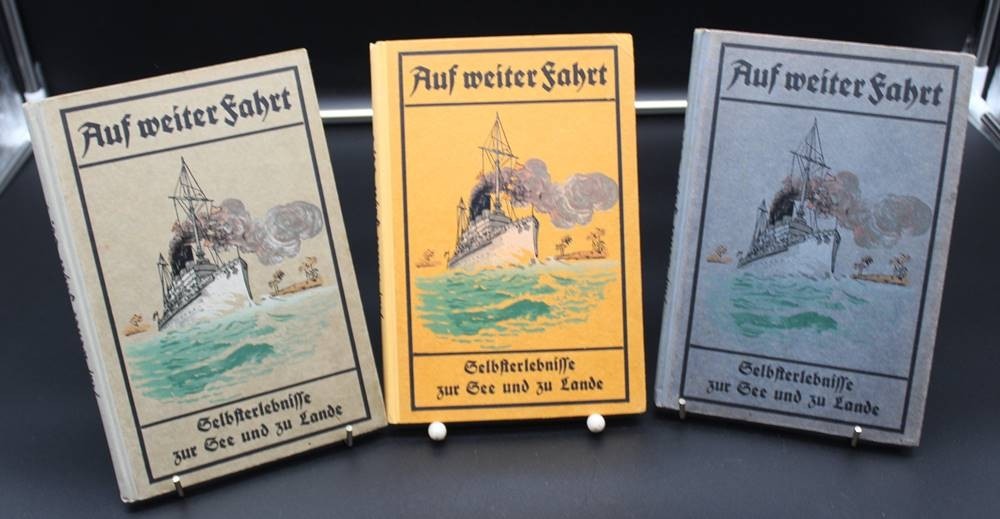 Auf weiter Fahrt
Selbſterlebniſſe
zur See und zu Lande
Auf weiter Fahrt
Selbſterlebniſſe
zur See und zu Lande
Auf weiter Fahrt
Selbſterlebniſſe
zur See und zu Lande